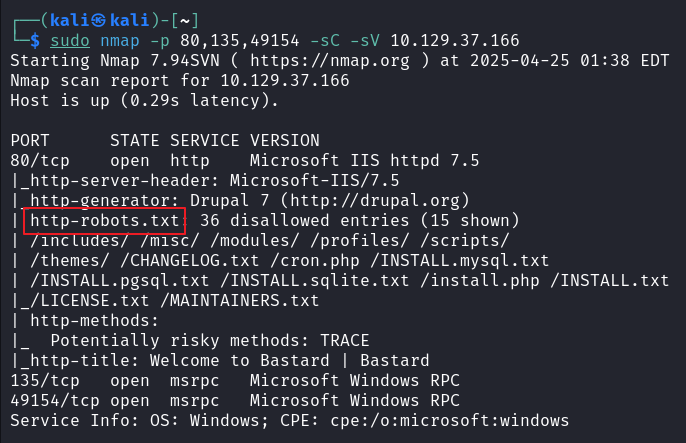 ┌──(kali㉿kali)-[~]
└─$ sudo nmap -p 80,135,49154 -sC -sV 10.129.37.166
Starting Nmap 7.94SVN ( https://nmap.org ) at 2025-04-25 01:38 EDT
Nmap scan report for 10.129.37.166
Host is up (0.29s latency).

PORT      STATE SERVICE VERSION
80/tcp    open  http    Microsoft IIS httpd 7.5
|_http-server-header: Microsoft-IIS/7.5
|_http-generator: Drupal 7 (http://drupal.org)
| http-robots.txt: 36 disallowed entries (15 shown)
| /includes/ /misc/ /modules/ /profiles/ /scripts/
| /themes/ /CHANGELOG.txt /cron.php /INSTALL.mysql.txt
| /INSTALL.pgsql.txt /INSTALL.sqlite.txt /install.php /INSTALL.txt
|_/LICENSE.txt /MAINTAINERS.txt
| http-methods:
|_  Potentially risky methods: TRACE
|_http-title: Welcome to Bastard | Bastard
135/tcp   open  msrpc   Microsoft Windows RPC
49154/tcp open  msrpc   Microsoft Windows RPC
Service Info: OS: Windows; CPE: cpe:/o:microsoft:windows